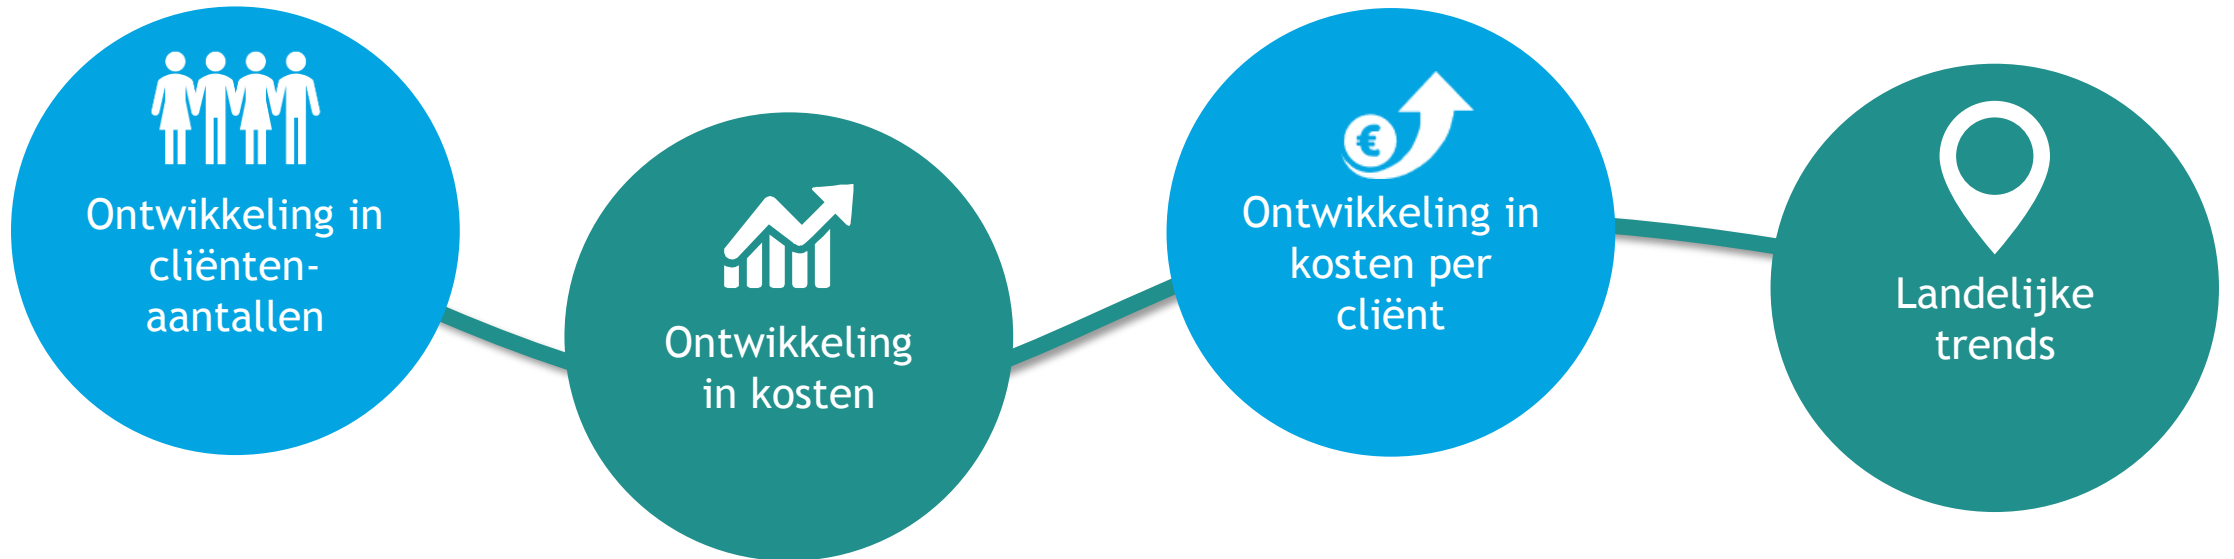 Ontwikkeling in
cliënten-
aantallen
Ontwikkeling
in kosten
€
Ontwikkeling in
kosten per
cliënt
Landelijke
trends